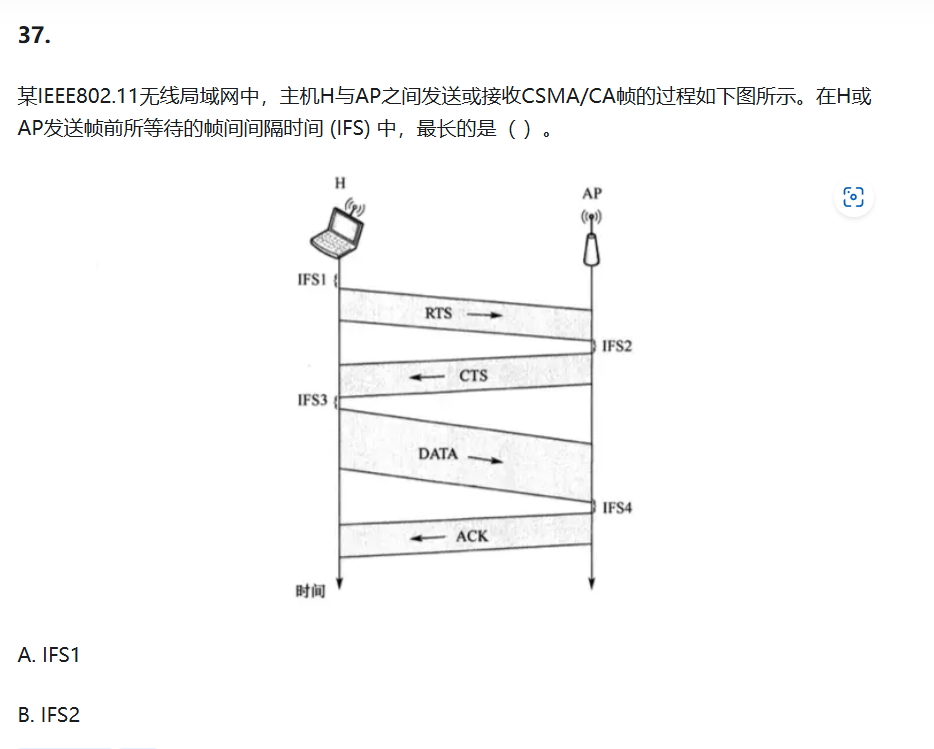 37.
某IEEE802.11无线局域网中，主机H与AP之间发送或接收CSMA/CA帧的过程如下图所示。在H或
AP发送帧前所等待的帧间间隔时间 (IFS) 中，最长的是（ ）。
H
AP
IFS1
RTS
IFS2
CTS
IFS3
DATA
IFS4
ACK
时间
A. IFS1
B. IFS2